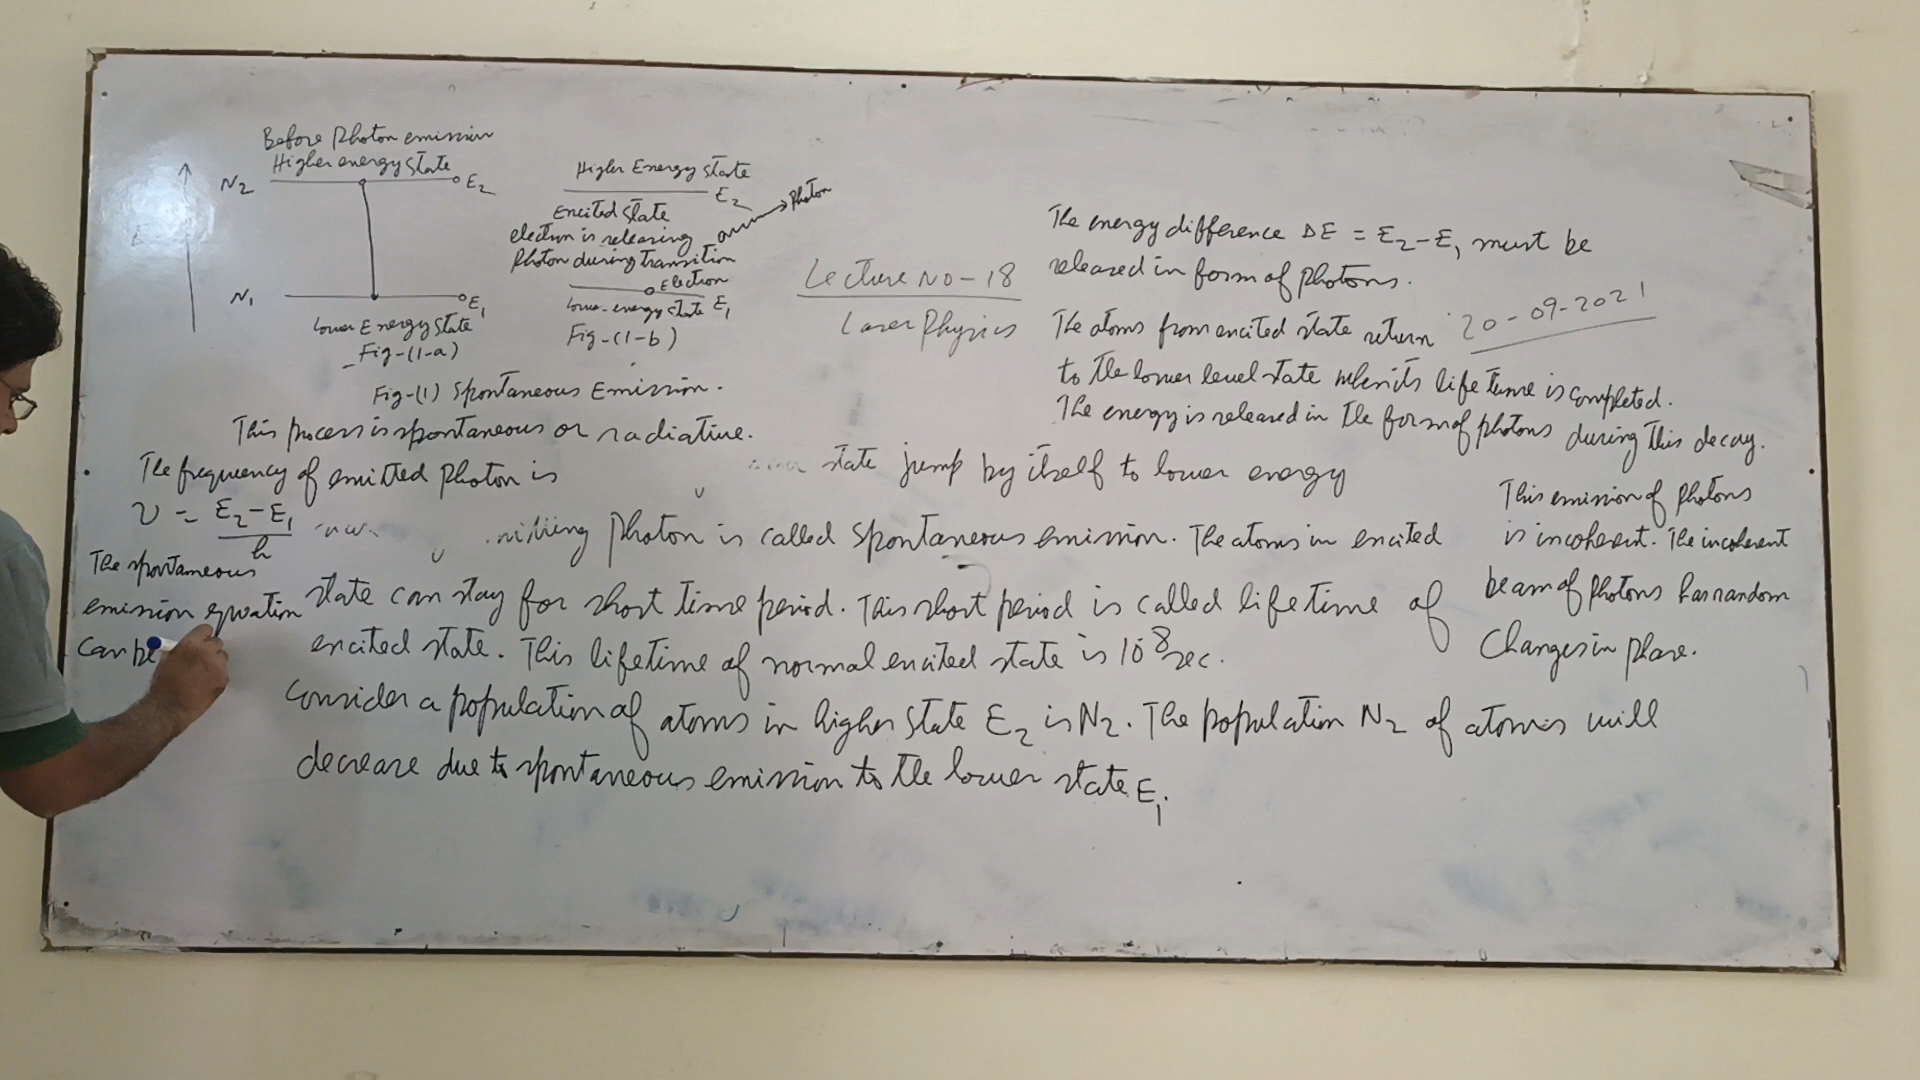 Before Photon emission
Higher energy state
N2
E2
E
N1
E1
Lower Energy state
Fig-(1-a)
Higher Energy state
E2
Photon
Encited state
electron is releasing
Photon during transition
Electron
Lower-energy state E1
Fig-(1-b)
Fig-(1) Spontaneous Emission.
This process is spontaneous or radiative.
The frequency of emitted Photon is
ν = E2-E1
h
The spontaneous
emission equation
can be
Lecture No-18
Laser Physics
20-09-2021
The energy difference ΔE = E2-E1 must be
released in form of photons.
The atoms from encited state return
to the lower level state when its life time is completed.
The energy is released in the form of photons during this decay.
state jump by itself to lower energy
Photon is called spontaneous emission. The atoms in encited
state can stay for short time period. This short period is called life time of
encited state. This lifetime of normal encited state is 10^-8 sec.
Consider a population of atoms in higher state E2 is N2. The population N2 of atoms will
decrease due to spontaneous emission to the lower state E1.
This emission of photons
is incoherent. The incoherent
beam of Photons has random
Changes in phase.